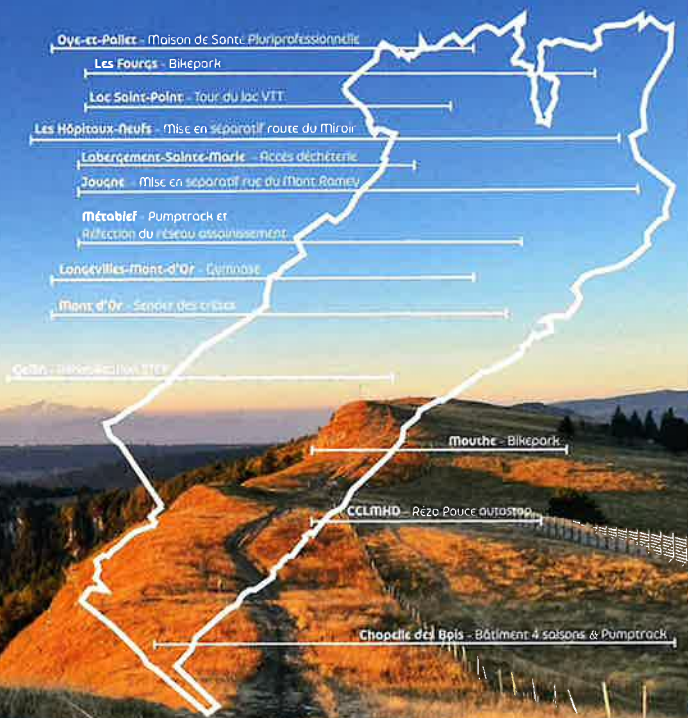 Oye-et-Pallet - Maison de Santé Pluriprofessionnelle
Les Fourgs - Bikepark
Lac Saint-Point - Tour du lac VTT
Les Hôpitaux-Neufs - Mise en séparatif route du Miroir
Labergement-Sainte-Marie - Accès déchèterie
Jougne - Mise en séparatif rue du Mont Ramey
Métabief - Pumptrack et
Réfection du réseau assainissement
Longevilles-Mont-d'Or - Gymnase
Mont d'Or - Sentier des crêtes
Gellin - Réhabilitation STEP
Mouthe - Bikepark
CCLMHD - Rézo Pouce autostop
Chapelle des Bois - Bâtiment 4 saisons & Pumptrack